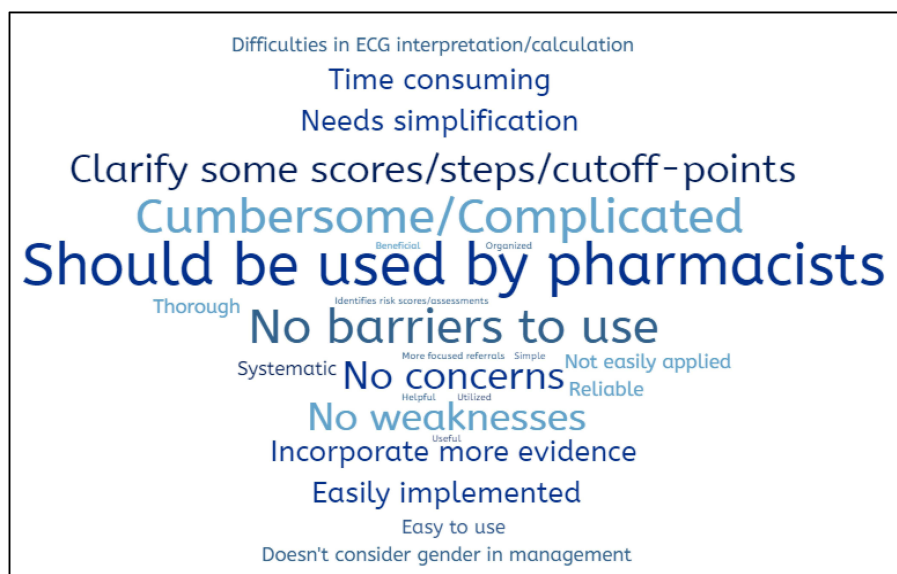 Difficulties in ECG interpretation/calculation
Time consuming
Needs simplification
Clarify some scores/steps/cutoff-points
Cumbersome/Complicated
Beneficial
Organized
Should be used by pharmacists
Identifies risk scores/assessments
Thorough
No barriers to use
More focused referrals
Simple
Systematic
No concerns
Not easily applied
Reliable
Helpful
Utilized
No weaknesses
Useful
Incorporate more evidence
Easily implemented
Easy to use
Doesn't consider gender in management